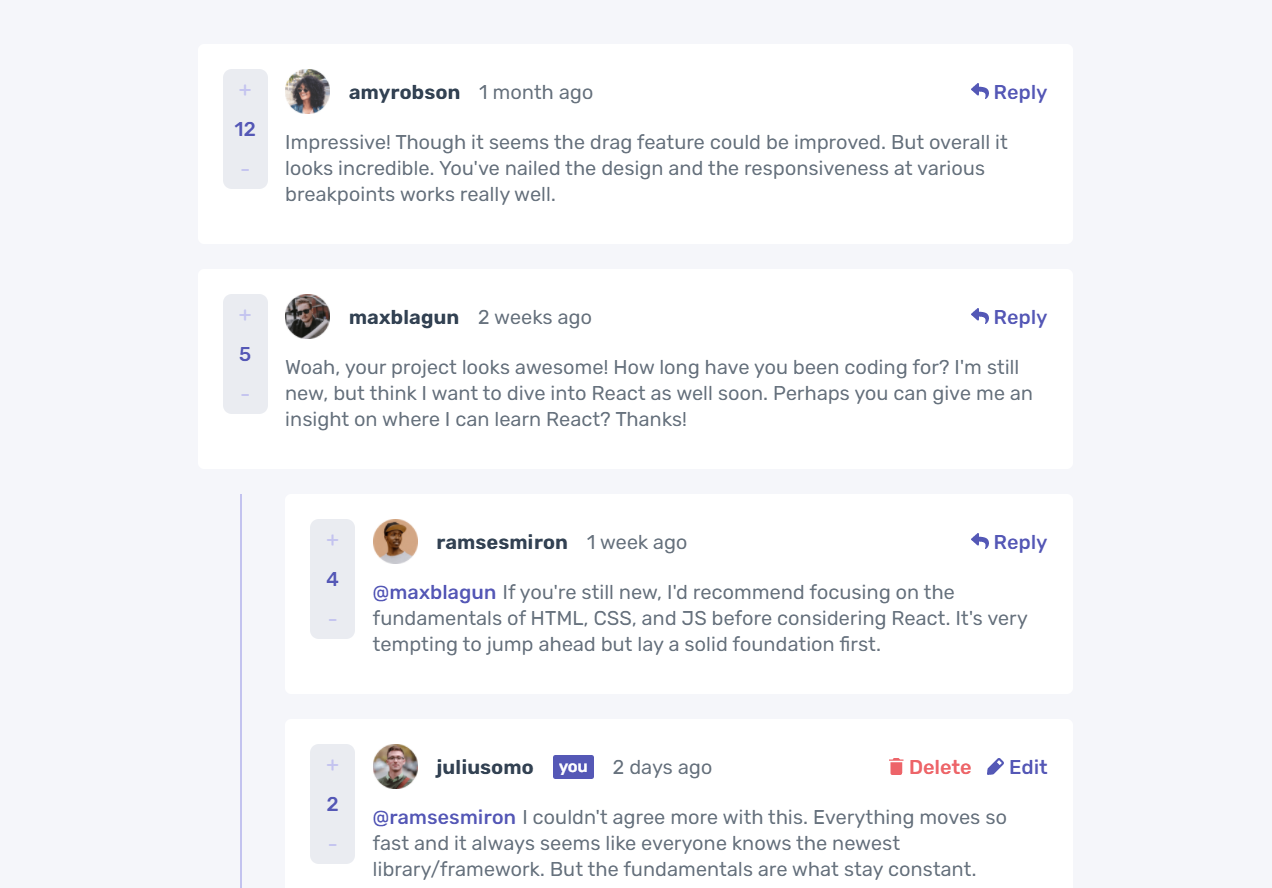 +
amyrobson 1 month ago Reply
12
-
Impressive! Though it seems the drag feature could be improved. But overall it
looks incredible. You've nailed the design and the responsiveness at various
breakpoints works really well.
+
maxblagun 2 weeks ago Reply
5
-
Woah, your project looks awesome! How long have you been coding for? I'm still
new, but think I want to dive into React as well soon. Perhaps you can give me an
insight on where I can learn React? Thanks!
+
ramsesmiron 1 week ago Reply
4
-
@maxblagun If you're still new, I'd recommend focusing on the
fundamentals of HTML, CSS, and JS before considering React. It's very
tempting to jump ahead but lay a solid foundation first.
+
juliusomo you 2 days ago Delete Edit
2
-
@ramsesmiron I couldn't agree more with this. Everything moves so
fast and it always seems like everyone knows the newest
library/framework. But the fundamentals are what stay constant.